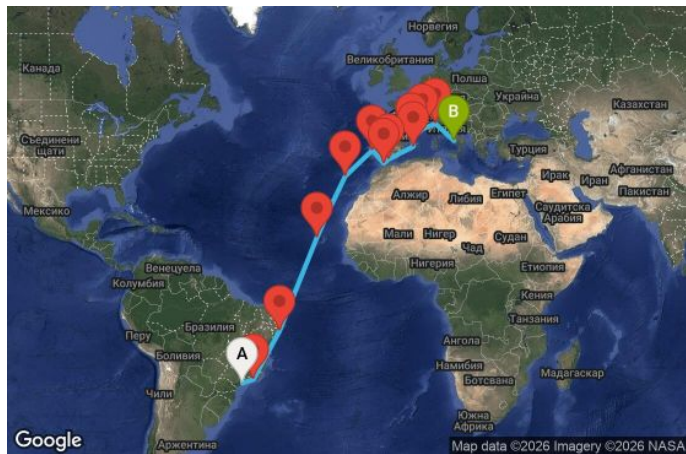 Норвегия
Канада
Великобритания
Полша
Украйна
Казахстан
Съединени
щати
Турция
Мексико
Ирак
Иран
Афганистан
Пакистан
Алжир
Либия
Египет
Саудитска
Арабия
Мали
Нигер
Чад
Судан
Венецуела
Нигерия
Етиопия
Колумбия
Кения
Перу
Бразилия
Танзания
Боливия
Ангола
Намибия
Мадагаскар
Ботсвана
Чили
Южна
Африка
Аржентина
A
B
Google
Map data ©2026 Imagery ©2026 NASA